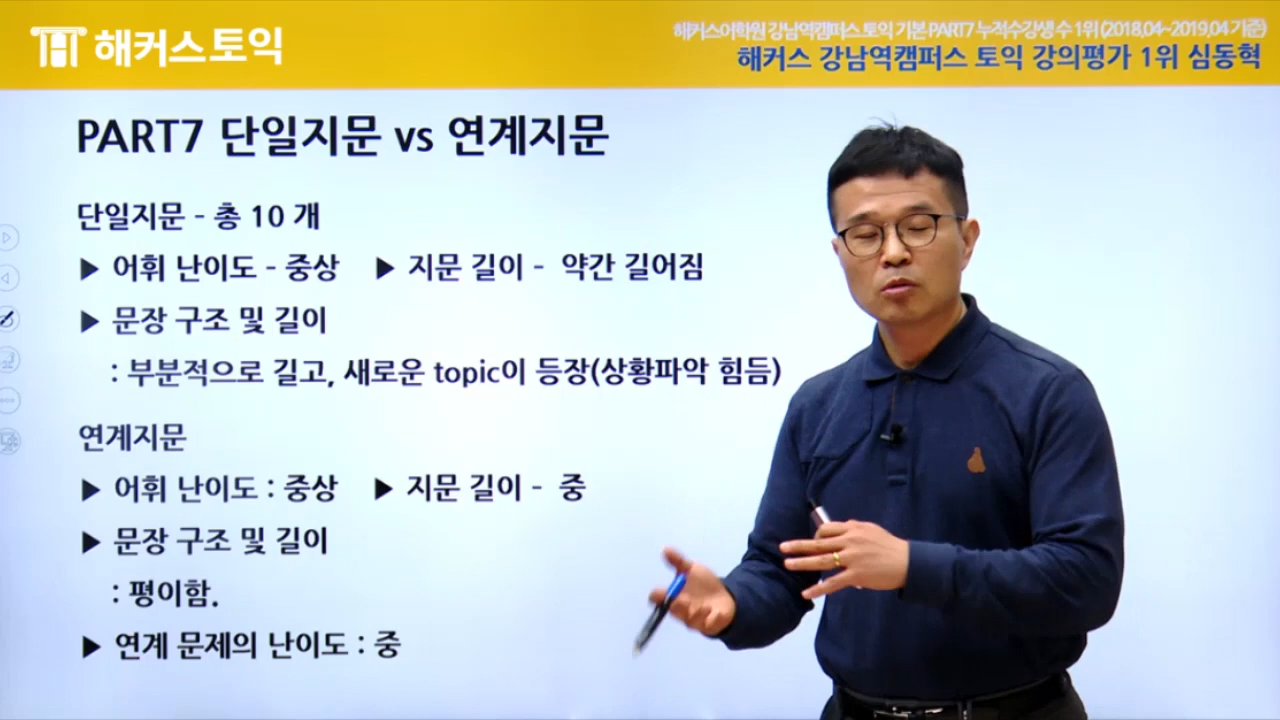 해커스토익
해커스어학원 강남역캠퍼스 토익 기본 PART7 누적수강생 수 1위 (2018,04~2019,04 기준)
해커스 강남역캠퍼스 토익 강의평가 1위 심동혁
PART7 단일지문 vs 연계지문
단일지문 - 총 10 개
▶ 어휘 난이도 - 중상 ▶ 지문 길이 - 약간 길어짐
▶ 문장 구조 및 길이
: 부분적으로 길고, 새로운 topic이 등장(상황파악 힘듬)
연계지문
▶ 어휘 난이도 : 중상 ▶ 지문 길이 - 중
▶ 문장 구조 및 길이
: 평이함.
▶ 연계 문제의 난이도 : 중